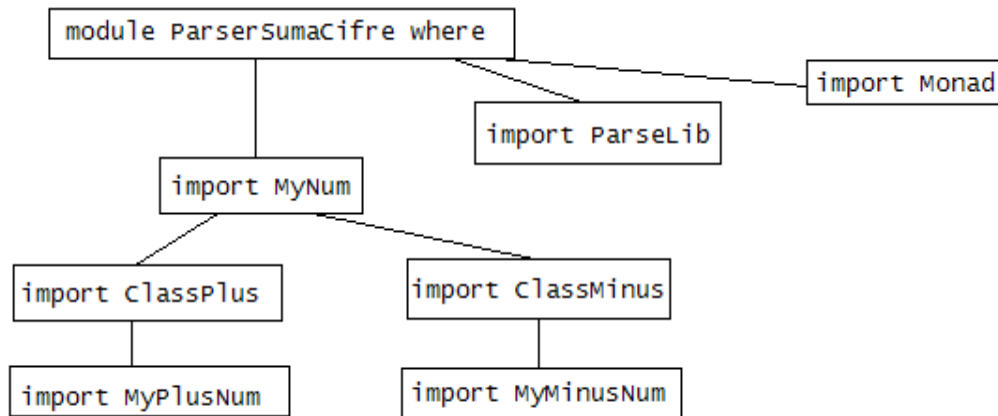 module ParserSumaCifre where
import Monad
import ParseLib
import MyNum
import ClassPlus
import ClassMinus
import MyPlusNum
import MyMinusNum